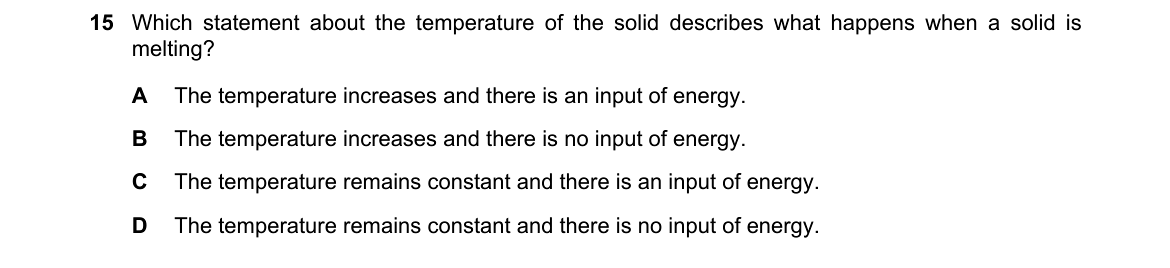 15 Which statement about the temperature of the solid describes what happens when a solid is
melting?
A The temperature increases and there is an input of energy.
B The temperature increases and there is no input of energy.
C The temperature remains constant and there is an input of energy.
D The temperature remains constant and there is no input of energy.